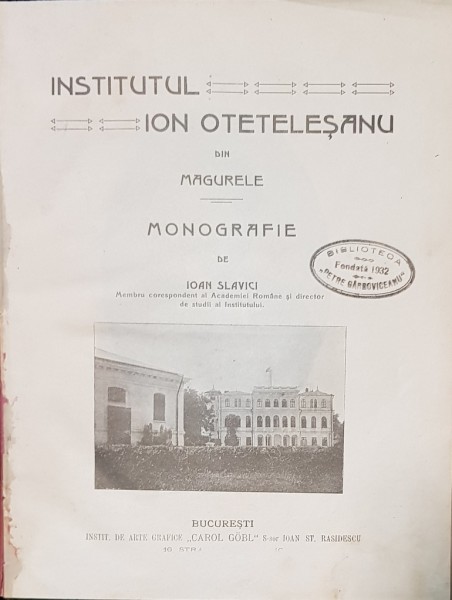 INSTITUTUL
ION OTETELEȘANU
DIN
MAGURELE
MONOGRAFIE
DE
IOAN SLAVICI
Membru corespondent al Academiei Române și director
de studii al Institutului.
BIBLIOTECA
Fondată 1932
"PETRE GÂRBOVICEANU"
BUCUREȘTI
INSTIT. DE ARTE GRAFICE „CAROL GÖBL" S-sor IOAN ST. RASIDESCU